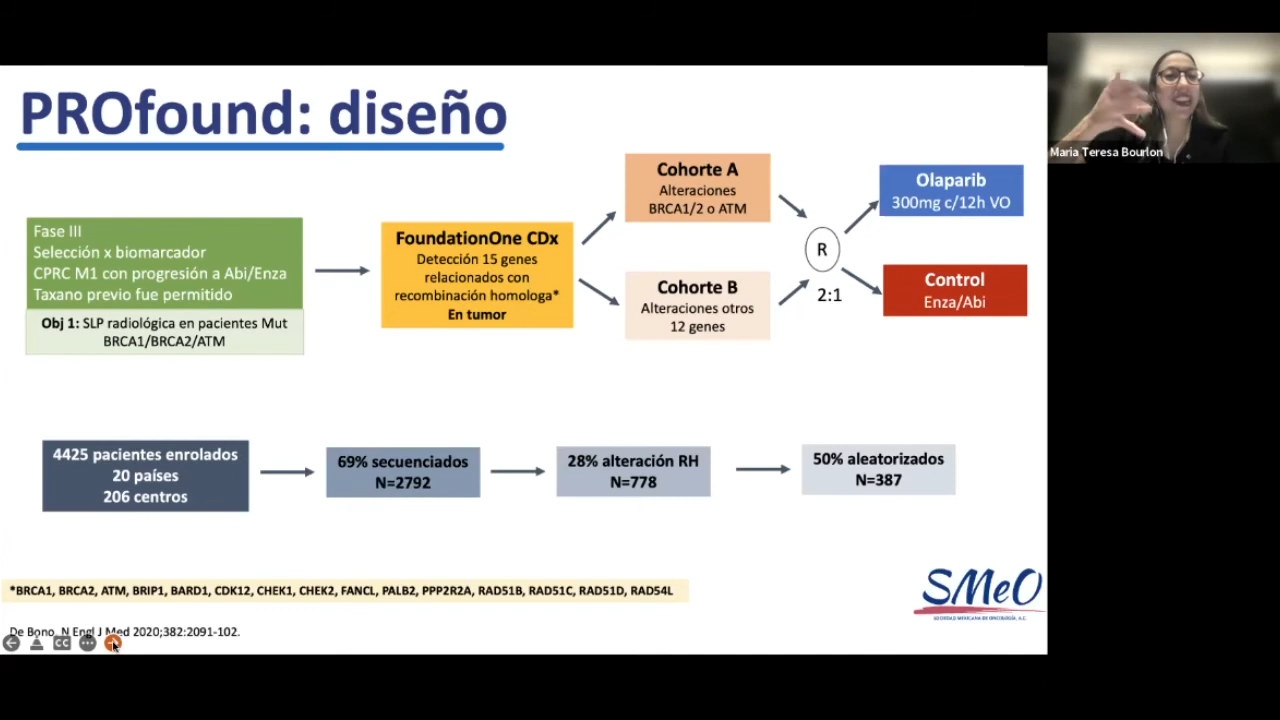 PROfound: diseño
Maria Teresa Bourlon
Fase III
Selección x biomarcador
CPRC M1 con progresión a Abi/Enza
Taxano previo fue permitido
Obj 1: SLP radiológica en pacientes Mut
BRCA1/BRCA2/ATM
FoundationOne CDx
Detección 15 genes
relacionados con
recombinación homologa*
En tumor
Cohorte A
Alteraciones
BRCA1/2 o ATM
Cohorte B
Alteraciones otros
12 genes
R
2:1
Olaparib
300mg c/12h VO
Control
Enza/Abi
4425 pacientes enrolados
20 países
206 centros
69% secuenciados
N=2792
28% alteración RH
N=778
50% aleatorizados
N=387
*BRCA1, BRCA2, ATM, BRIP1, BARD1, CDK12, CHEK1, CHEK2, FANCL, PALB2, PPP2R2A, RAD51B, RAD51C, RAD51D, RAD54L
SMeO
SOCIEDAD MEXICANA DE ONCOLOGÍA, A.C.
De Bono. N Engl J Med 2020;382:2091-102.
CC